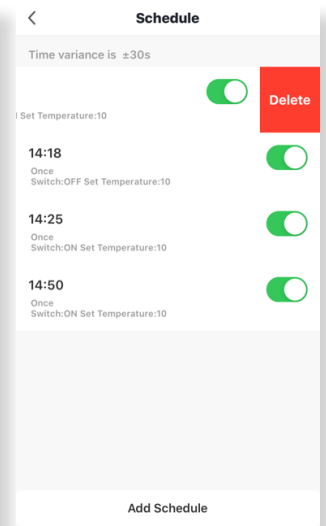 Schedule
Time variance is ±30s
Delete
Set Temperature:10
14:18
Once
Switch:OFF Set Temperature:10
14:25
Once
Switch:ON Set Temperature:10
14:50
Once
Switch:ON Set Temperature:10
Add Schedule